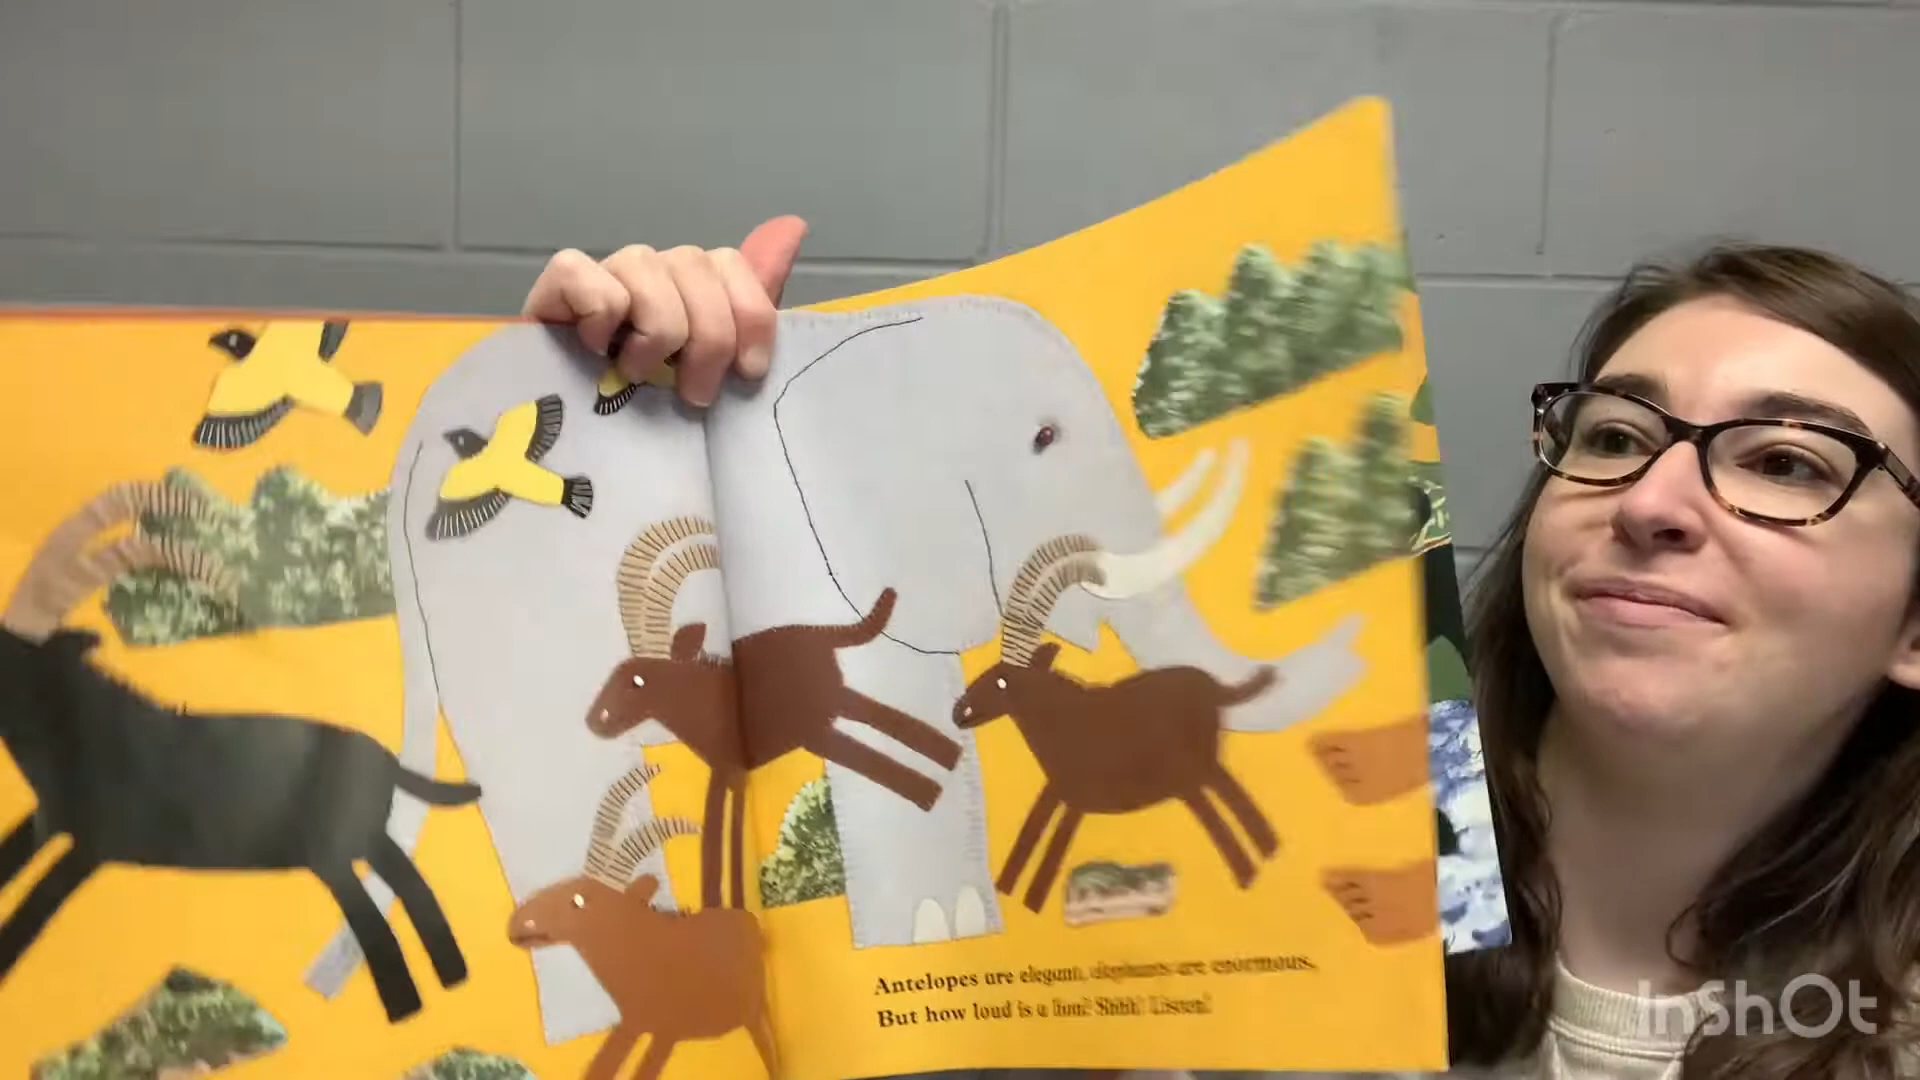 Antelopes are elegant, elephants are enormous.
But how loud is a lion? Shhh! Listen!
InShOt